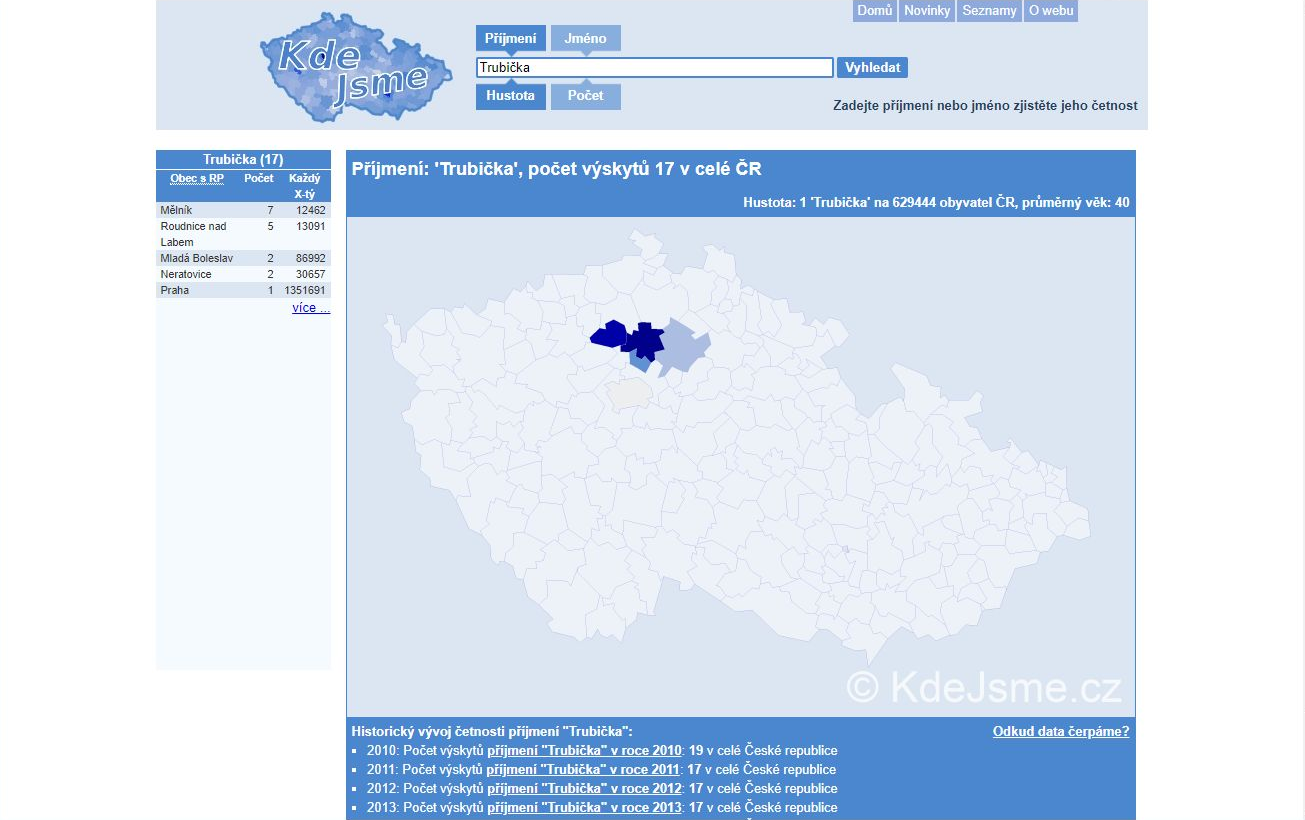 Domů Novinky Seznamy O webu
Kde
Jsme
Příjmení Jméno
Trubička Vyhledat
Hustota Počet
Zadejte příjmení nebo jméno zjistěte jeho četnost
Trubička (17)
Obec s RP Počet Každý X-tý
Mělník 7 12462
Roudnice nad Labem 5 13091
Mladá Boleslav 2 86992
Neratovice 2 30657
Praha 1 1351691
více ...
Příjmení: 'Trubička', počet výskytů 17 v celé ČR
Hustota: 1 'Trubička' na 629444 obyvatel ČR, průměrný věk: 40
© KdeJsme.cz
Historický vývoj četnosti příjmení "Trubička":
Odkud data čerpáme?
▪ 2010: Počet výskytů příjmení "Trubička" v roce 2010: 19 v celé České republice
▪ 2011: Počet výskytů příjmení "Trubička" v roce 2011: 17 v celé České republice
▪ 2012: Počet výskytů příjmení "Trubička" v roce 2012: 17 v celé České republice
▪ 2013: Počet výskytů příjmení "Trubička" v roce 2013: 17 v celé České republice